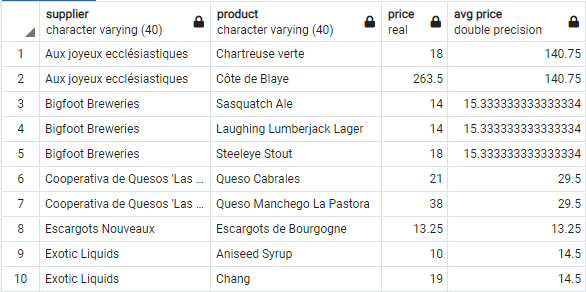 supplier product price avg price
character varying (40) character varying (40) real double precision
1 Aux joyeux ecclésiastiques Chartreuse verte 18 140.75
2 Aux joyeux ecclésiastiques Côte de Blaye 263.5 140.75
3 Bigfoot Breweries Sasquatch Ale 14 15.333333333333334
4 Bigfoot Breweries Laughing Lumberjack Lager 14 15.333333333333334
5 Bigfoot Breweries Steeleye Stout 18 15.333333333333334
6 Cooperativa de Quesos 'Las ... Queso Cabrales 21 29.5
7 Cooperativa de Quesos 'Las ... Queso Manchego La Pastora 38 29.5
8 Escargots Nouveaux Escargots de Bourgogne 13.25 13.25
9 Exotic Liquids Aniseed Syrup 10 14.5
10 Exotic Liquids Chang 19 14.5